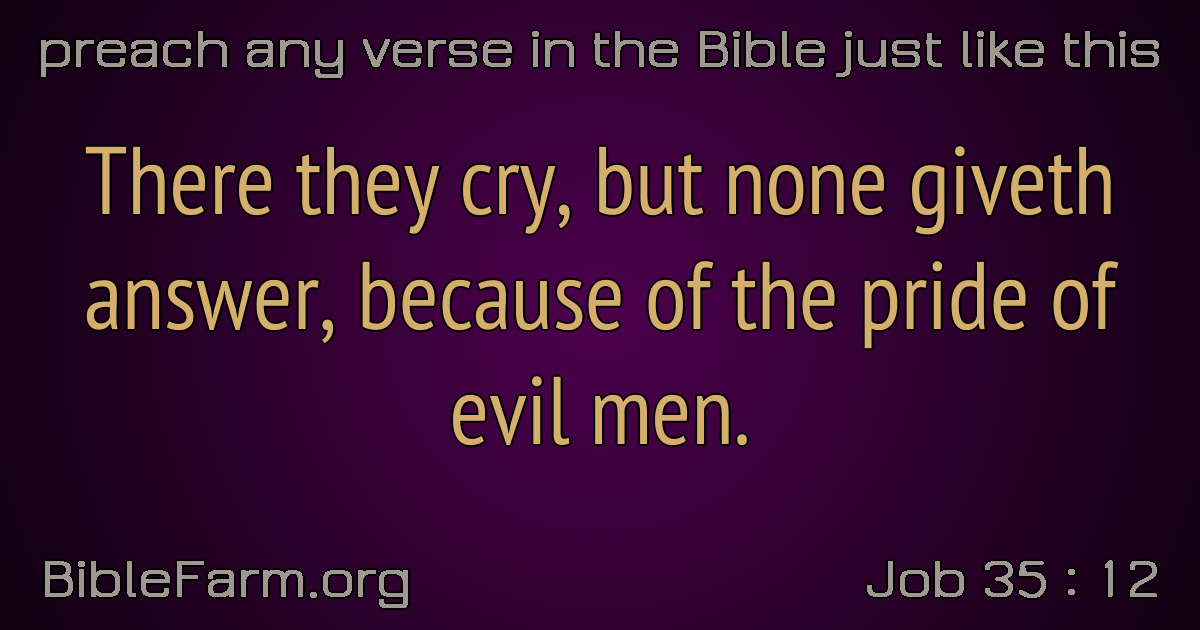 preach any verse in the Bible just like this
There they cry, but none giveth
answer, because of the pride of
evil men.
BibleFarm.org
Job 35 : 12